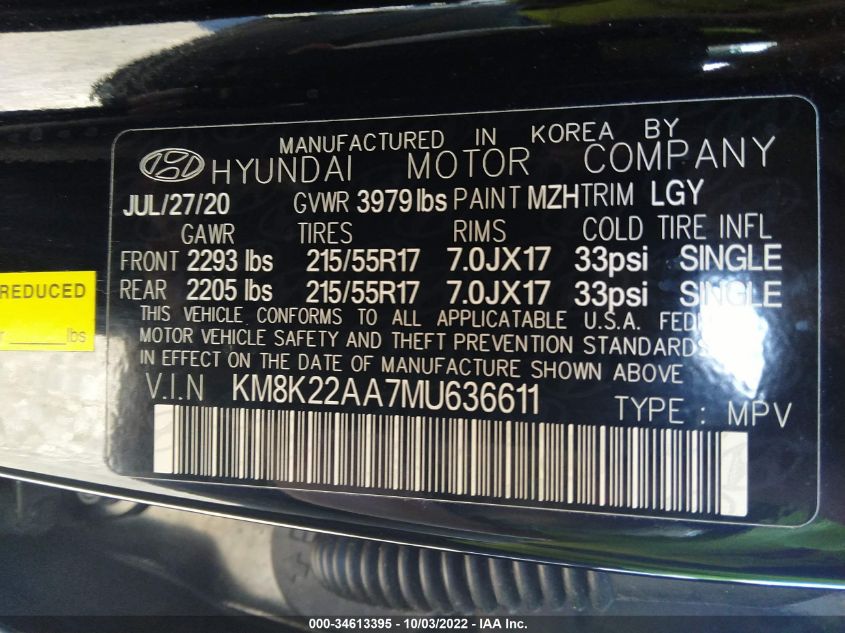 MANUFACTURED IN KOREA BY
HYUNDAI MOTOR COMPANY
JUL/27/20 GVWR 3979 lbs PAINT MZH TRIM LGY
GAWR TIRES RIMS COLD TIRE INFL
FRONT 2293 lbs 215/55R17 7.0JX17 33psi SINGLE
REAR 2205 lbs 215/55R17 7.0JX17 33psi SINGLE
THIS VEHICLE CONFORMS TO ALL APPLICATABLE U.S.A.
MOTOR VEHICLE SAFETY AND THEFT PREVENTION STANDARDS
IN EFFECT ON THE DATE OF MANUFACTURE SHOWN ABOVE
V.I.N KM8K22AA7MU636611 TYPE : MPV
REDUCED
lbs
000-34613395 - 10/03/2022 - IAA Inc.